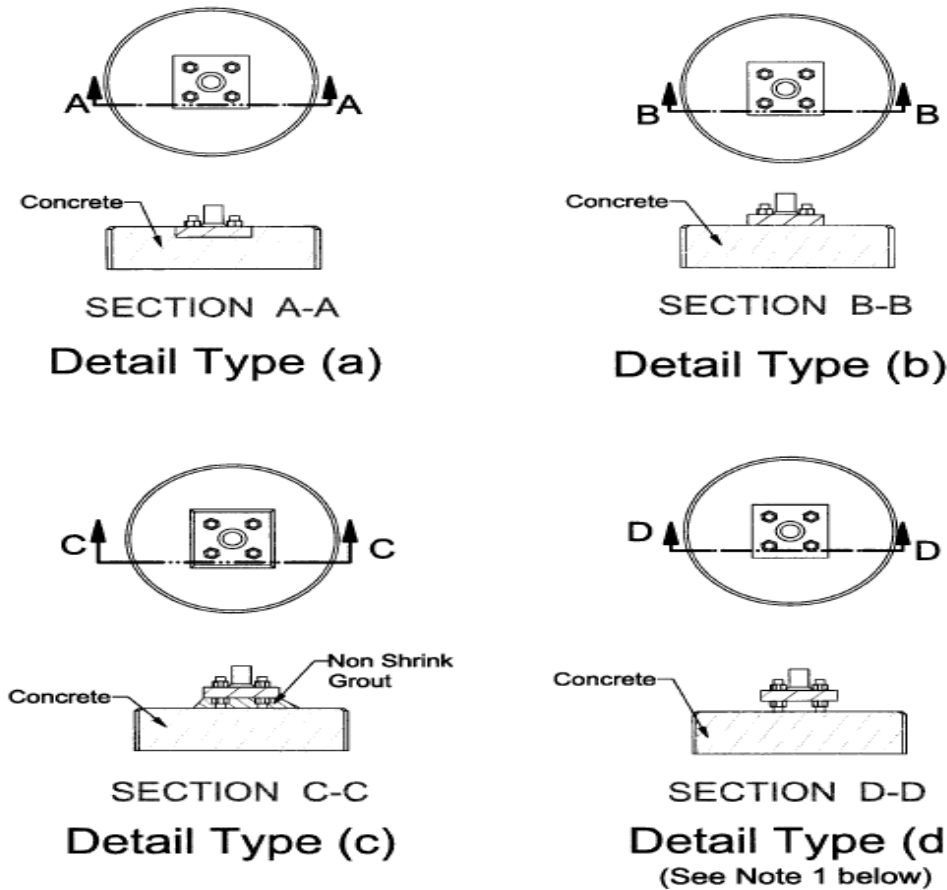 A A
Concrete
SECTION A-A
Detail Type (a)
B B
Concrete
SECTION B-B
Detail Type (b)
C C
Concrete
Non Shrink
Grout
SECTION C-C
Detail Type (c)
D D
Concrete
SECTION D-D
Detail Type (d
(See Note 1 below)